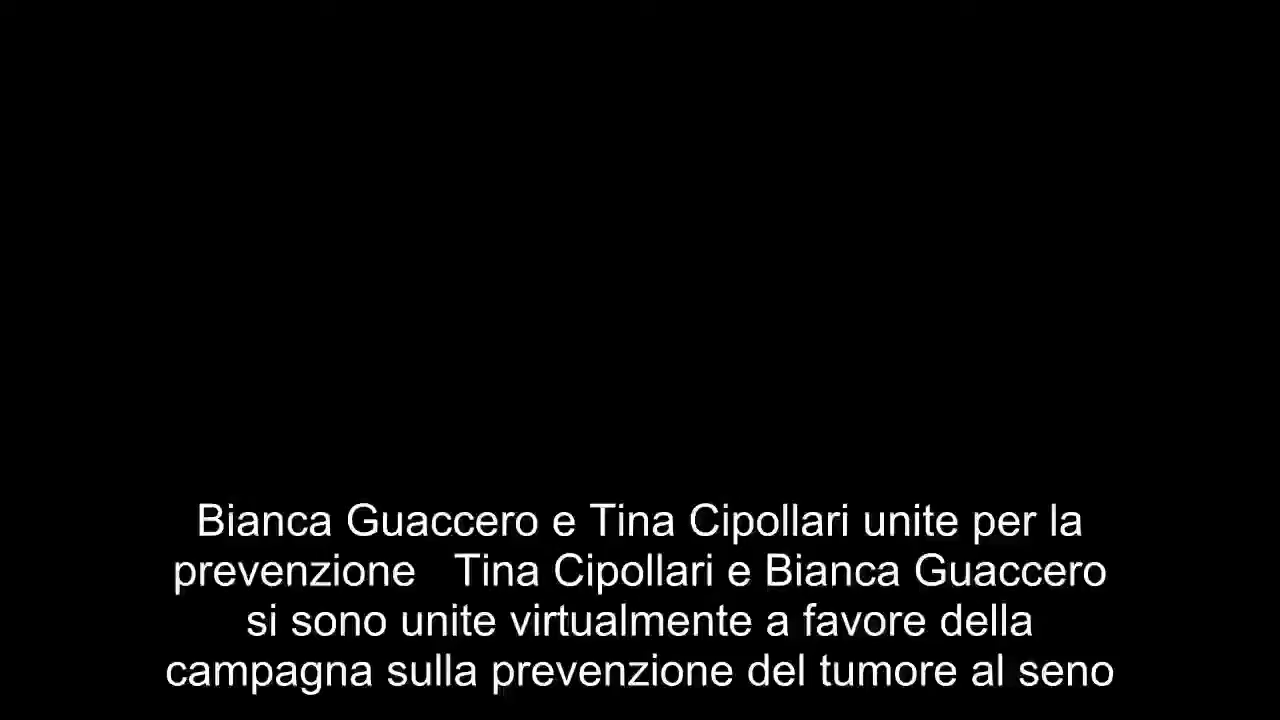 Bianca Guaccero e Tina Cipollari unite per la
prevenzione   Tina Cipollari e Bianca Guaccero
si sono unite virtualmente a favore della
campagna sulla prevenzione del tumore al seno